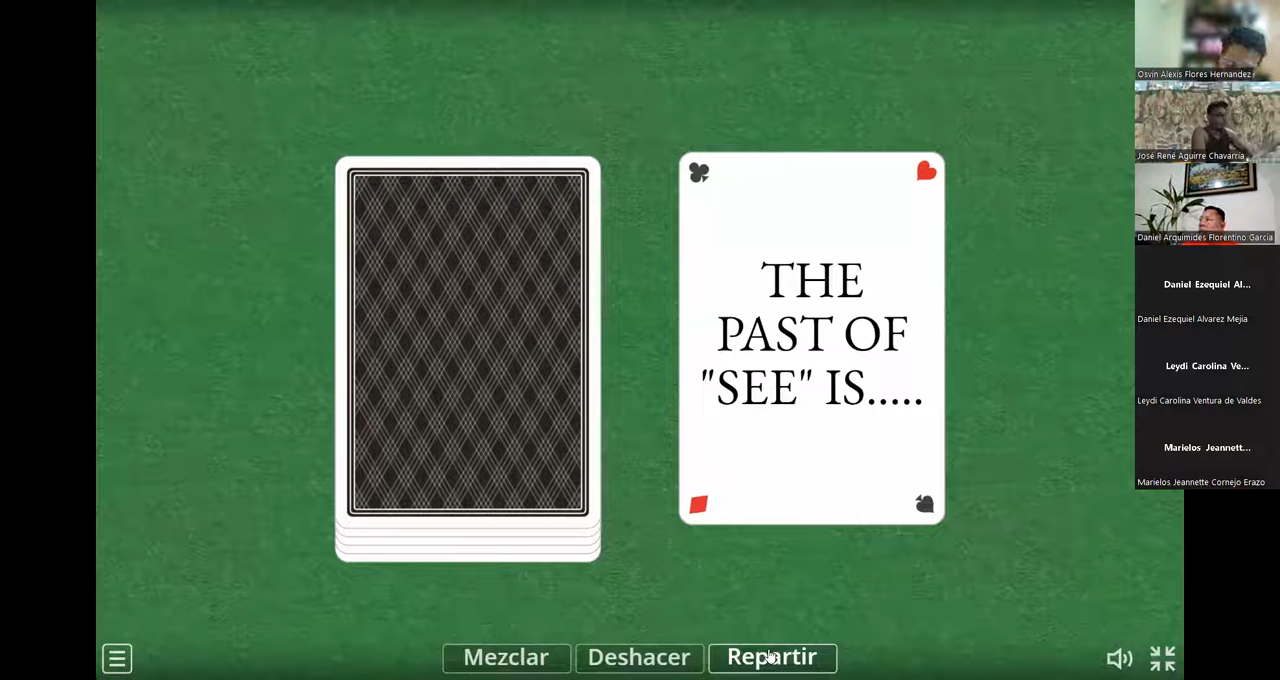 THE
PAST OF
"SEE" IS.....
Mezclar
Deshacer
Repartir
Osvin Alexis Flores Hernandez
José René Aguirre Chavarría
Daniel Arquimides Florentino Garcia
Daniel Ezequiel Al...
Daniel Ezequiel Alvarez Mejia
Leydi Carolina Ve...
Leydi Carolina Ventura de Valdes
Marielos Jeannett...
Marielos Jeannette Cornejo Erazo